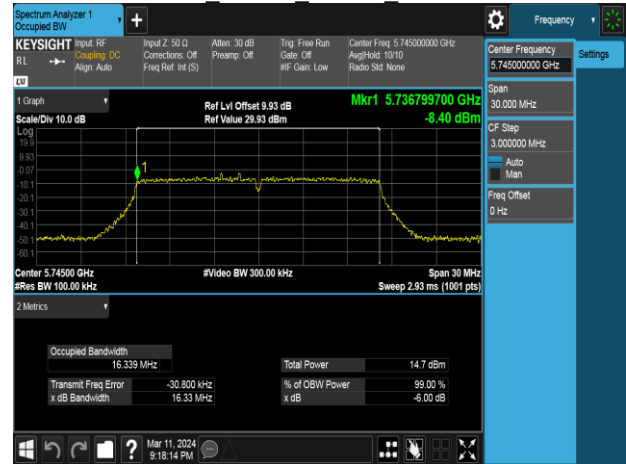 Spectrum Analyzer 1
Occupied BW
Frequency
KEYSIGHT
Input: RF
Coupling: DC
Align: Auto
Input Z: 50 Ω
Corrections: Off
Freq Ref: Int (S)
Atten: 30 dB
Preamp: Off
Trig: Free Run
Gate: Off
#IF Gain: Low
Center Freq: 5.745000000 GHz
Avg|Hold: 10/10
Radio Std: None
RL
LXI
1 Graph
Scale/Div 10.0 dB
Ref Lvl Offset 9.93 dB
Ref Value 29.93 dBm
Mkr1 5.736799700 GHz
-8.40 dBm
Log
19.9
9.93
-0.07
-10.1
-20.1
-30.1
-40.1
-50.1
-60.1
1
Center 5.74500 GHz
#Res BW 100.00 kHz
#Video BW 300.00 kHz
Span 30 MHz
Sweep 2.93 ms (1001 pts)
2 Metrics
Occupied Bandwidth
16.339 MHz
Transmit Freq Error -30.800 kHz
x dB Bandwidth 16.33 MHz
Total Power 14.7 dBm
% of OBW Power 99.00 %
x dB -6.00 dB
Mar 11, 2024
9:18:14 PM
Center Frequency
5.745000000 GHz
Span
30.000 MHz
CF Step
3.000000 MHz
Auto
Man
Freq Offset
0 Hz
Settings